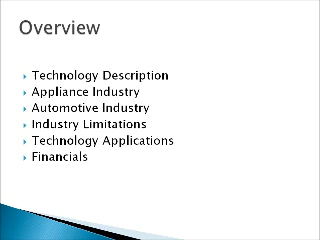 Overview
Technology Description
Appliance Industry
Automotive Industry
Industry Limitations
Technology Applications
Financials